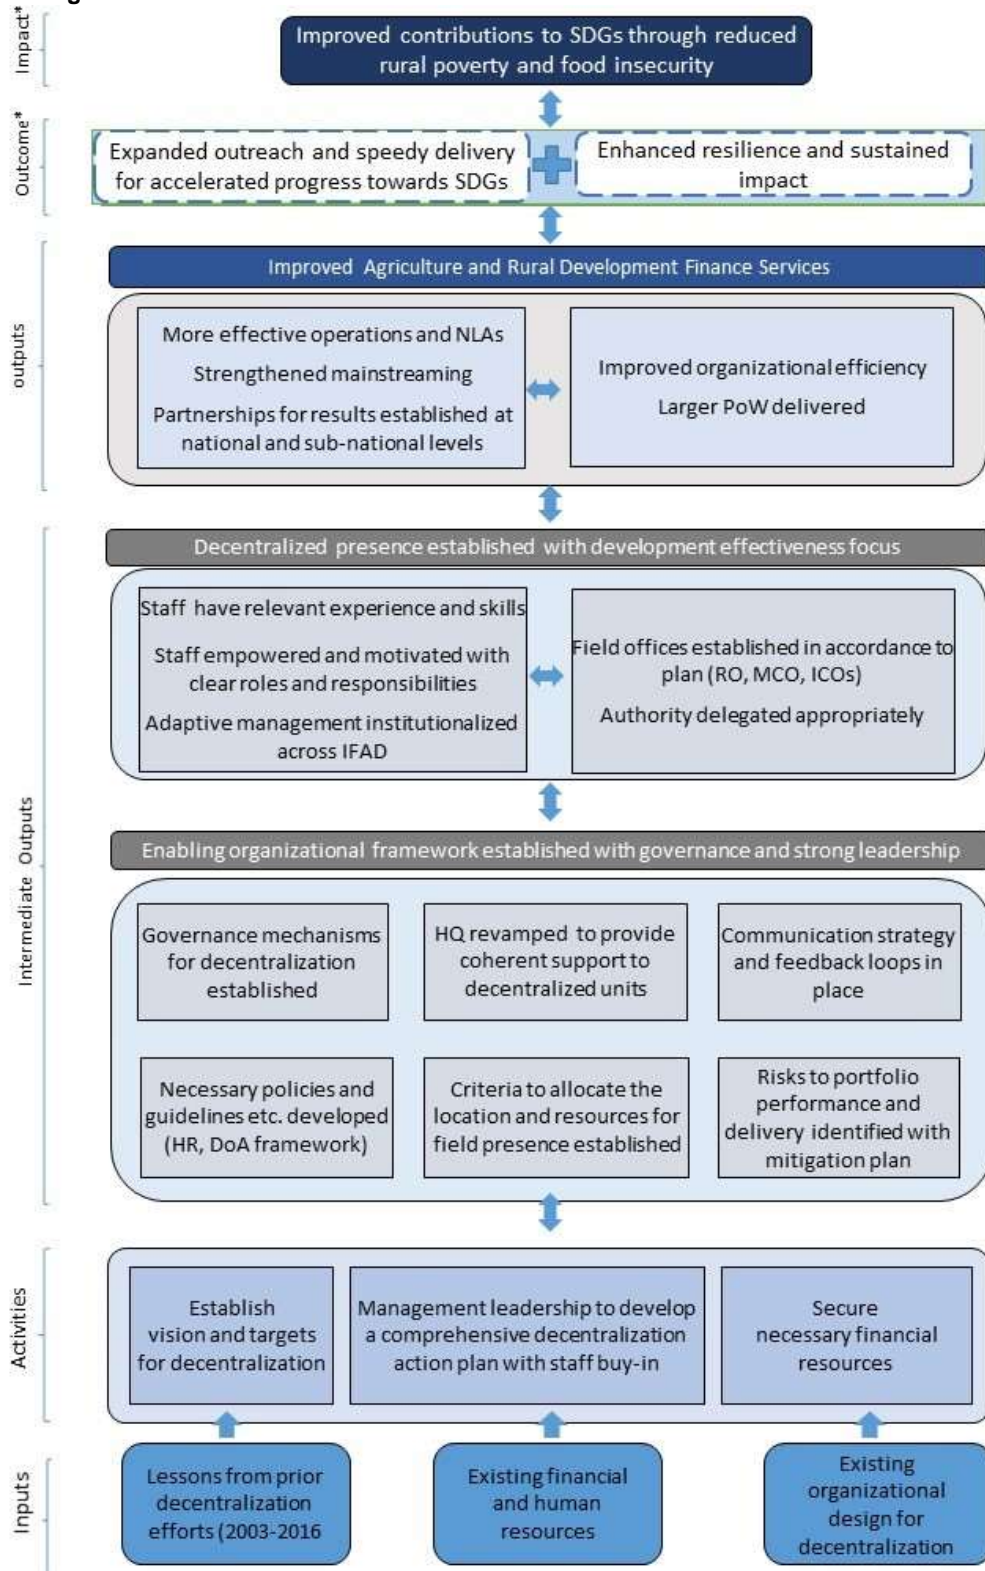 Impact*
Improved contributions to SDGs through reduced
rural poverty and food insecurity
Outcome*
Expanded outreach and speedy delivery
for accelerated progress towards SDGs
Enhanced resilience and sustained
impact
outputs
Improved Agriculture and Rural Development Finance Services
More effective operations and NLAs
Strengthened mainstreaming
Partnerships for results established at
national and sub-national levels
Improved organizational efficiency
Larger PoW delivered
Intermediate Outputs
Decentralized presence established with development effectiveness focus
Staff have relevant experience and skills
Staff empowered and motivated with
clear roles and responsibilities
Adaptive management institutionalized
across IFAD
Field offices established in accordance to
plan (RO, MCO, ICOs)
Authority delegated appropriately
Enabling organizational framework established with governance and strong leadership
Governance mechanisms
for decentralization
established
HQ revamped to provide
coherent support to
decentralized units
Communication strategy
and feedback loops in
place
Necessary policies and
guidelines etc. developed
(HR, DoA framework)
Criteria to allocate the
location and resources for
field presence established
Risks to portfolio
performance and
delivery identified with
mitigation plan
Activities
Establish
vision and targets
for decentralization
Management leadership to develop
a comprehensive decentralization
action plan with staff buy-in
Secure
necessary financial
resources
Inputs
Lessons from prior
decentralization
efforts (2003-2016
Existing financial
and human
resources
Existing
organizational
design for
decentralization